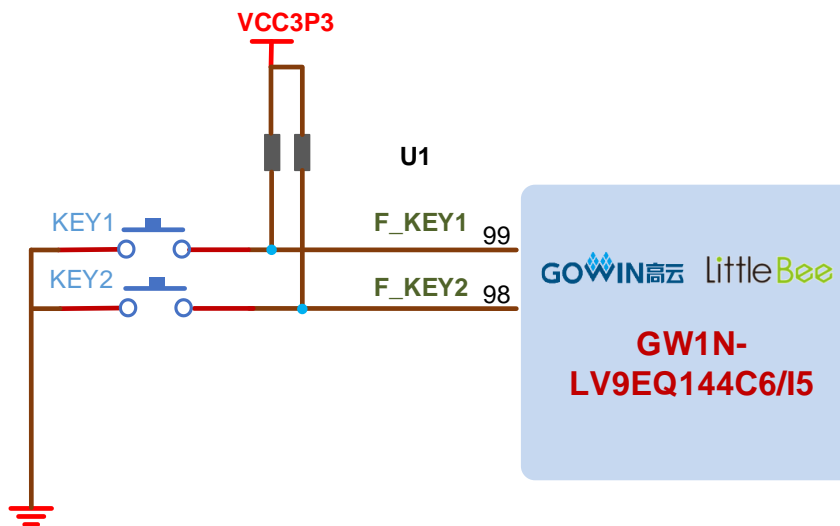 VCC3P3
U1
KEY1
F_KEY1
99
KEY2
F_KEY2
98
GOWIN高云 LittleBee
GW1N-
LV9EQ144C6/I5